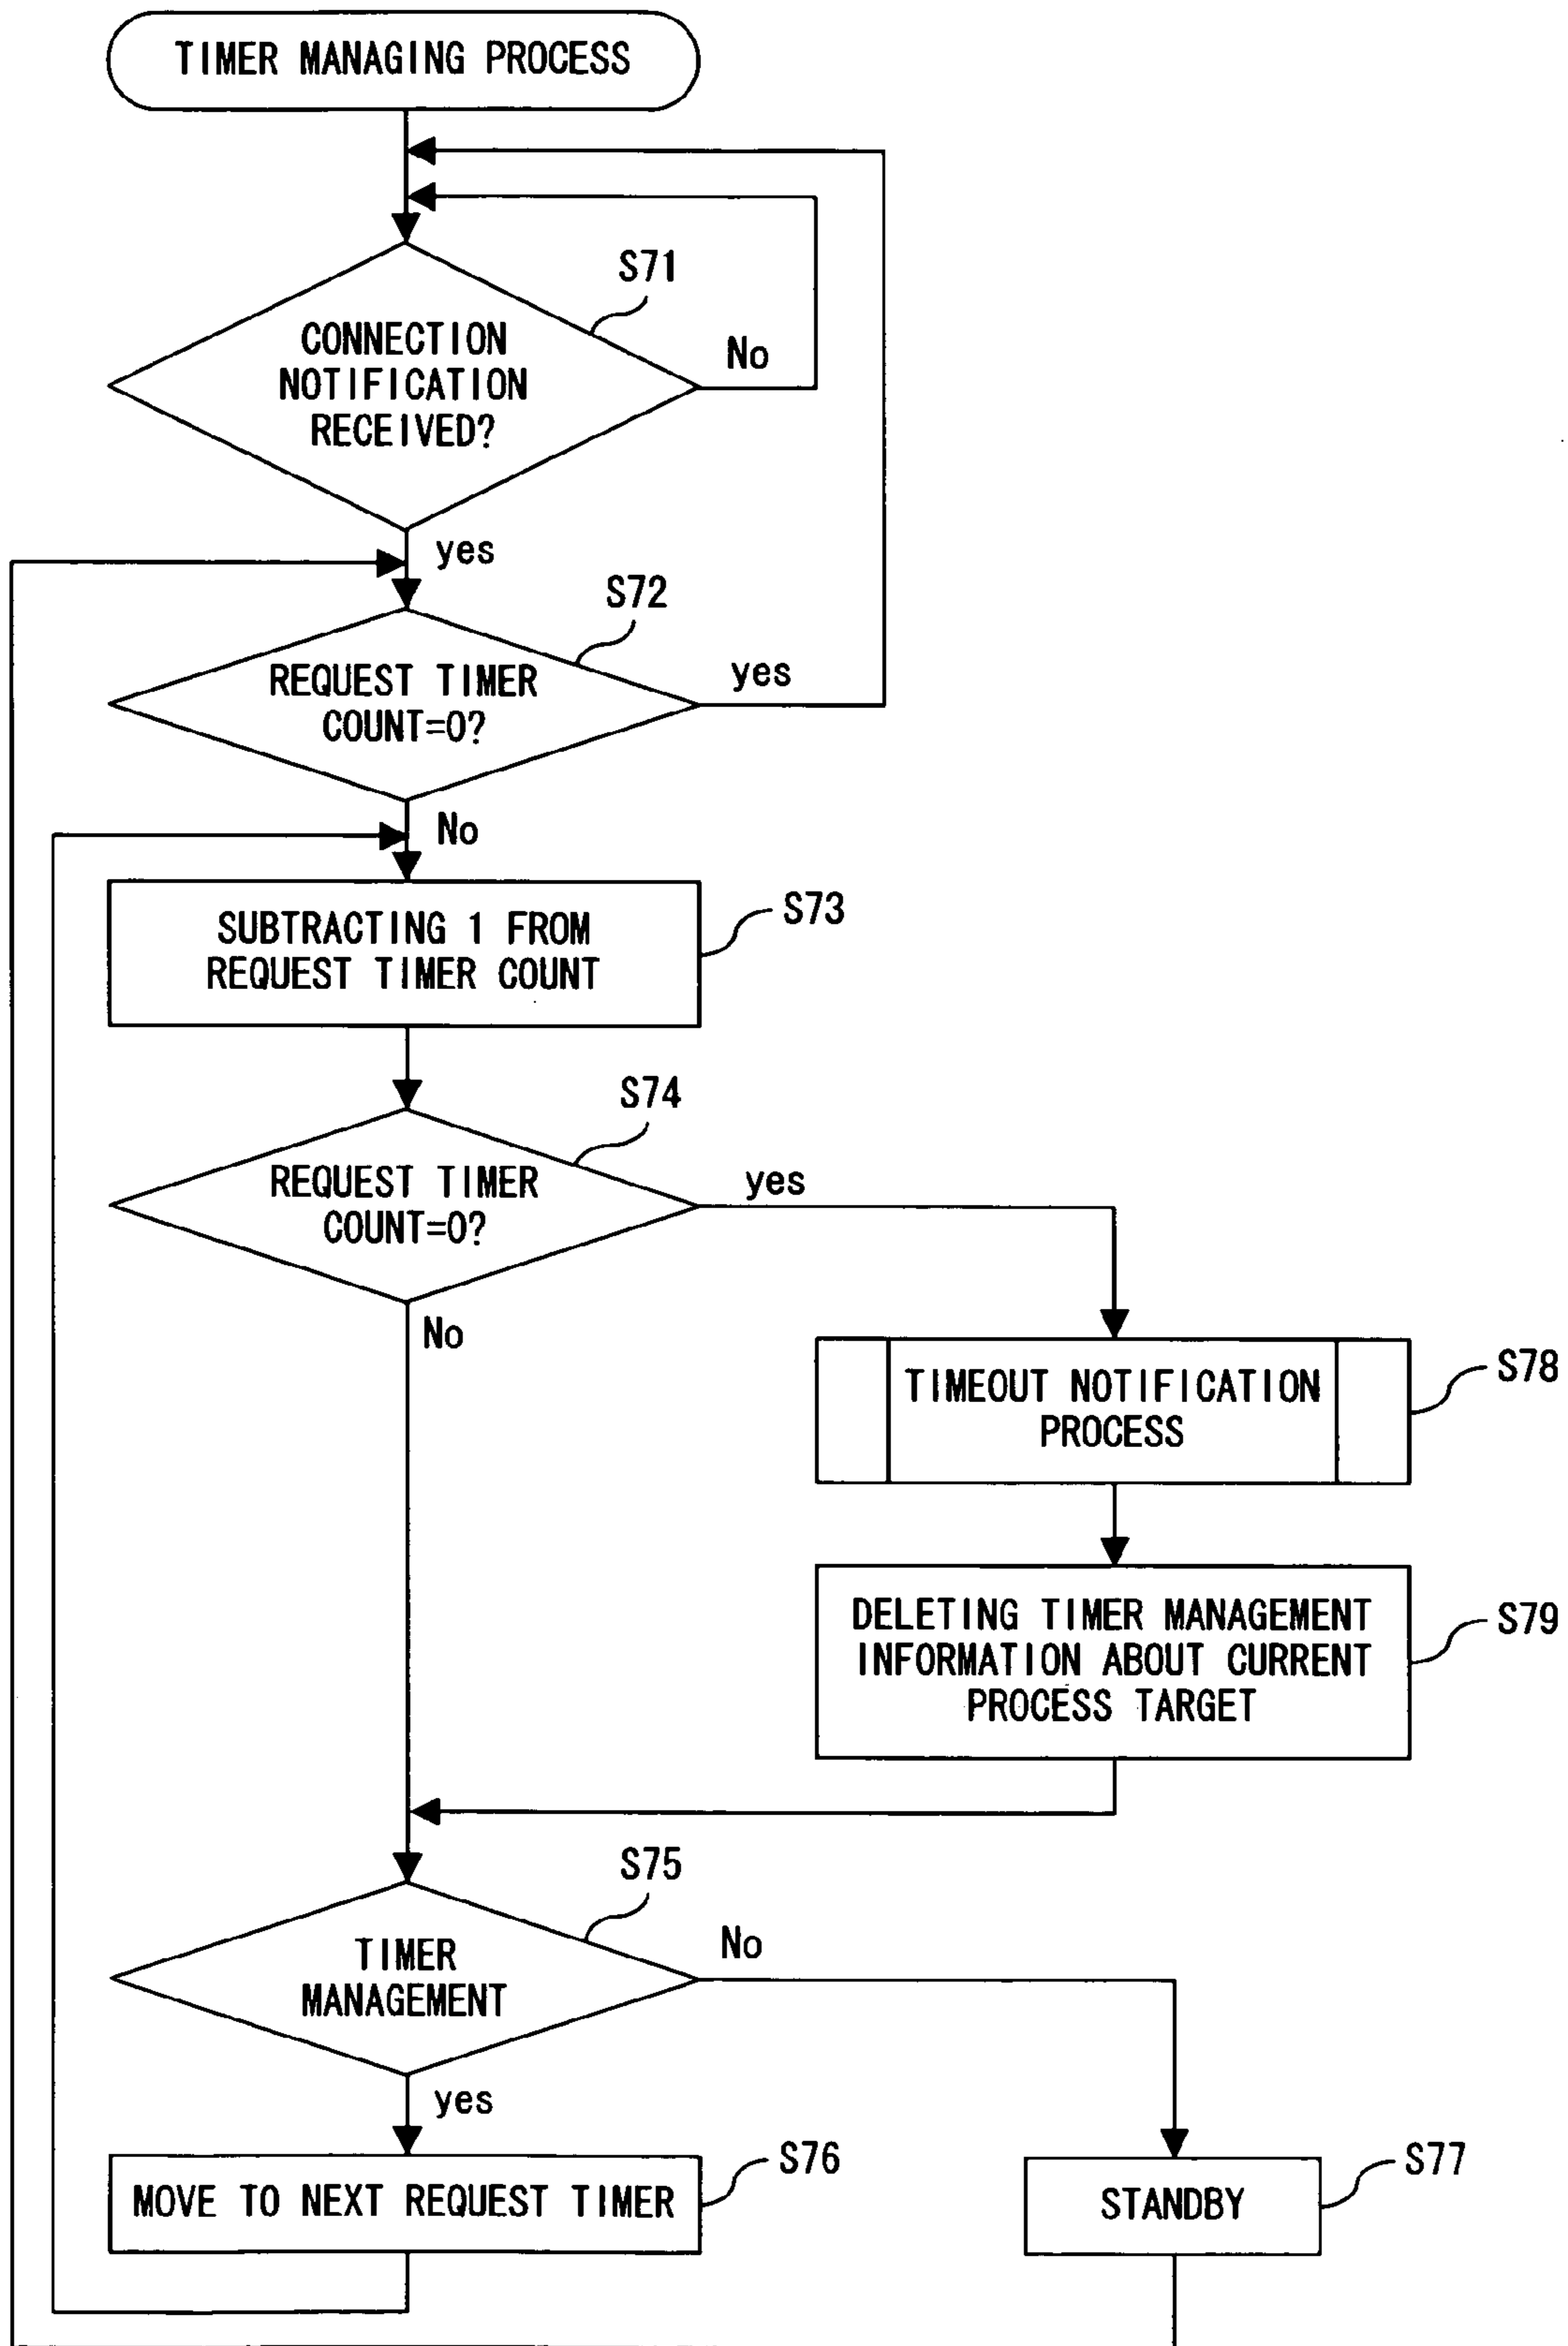 TIMER MANAGING PROCESS
S71
CONNECTION
NOTIFICATION
RECEIVED?
No
yes
S72
REQUEST TIMER
COUNT=0?
yes
No
S73
SUBTRACTING 1 FROM
REQUEST TIMER COUNT
S74
REQUEST TIMER
COUNT=0?
yes
No
S78
TIMEOUT NOTIFICATION
PROCESS
S79
DELETING TIMER MANAGEMENT
INFORMATION ABOUT CURRENT
PROCESS TARGET
S75
TIMER
MANAGEMENT
No
yes
S76
MOVE TO NEXT REQUEST TIMER
S77
STANDBY